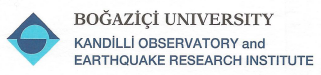 BOĞAZİÇİ UNIVERSITY
KANDİLLİ OBSERVATORY and
EARTHQUAKE RESEARCH INSTITUTE